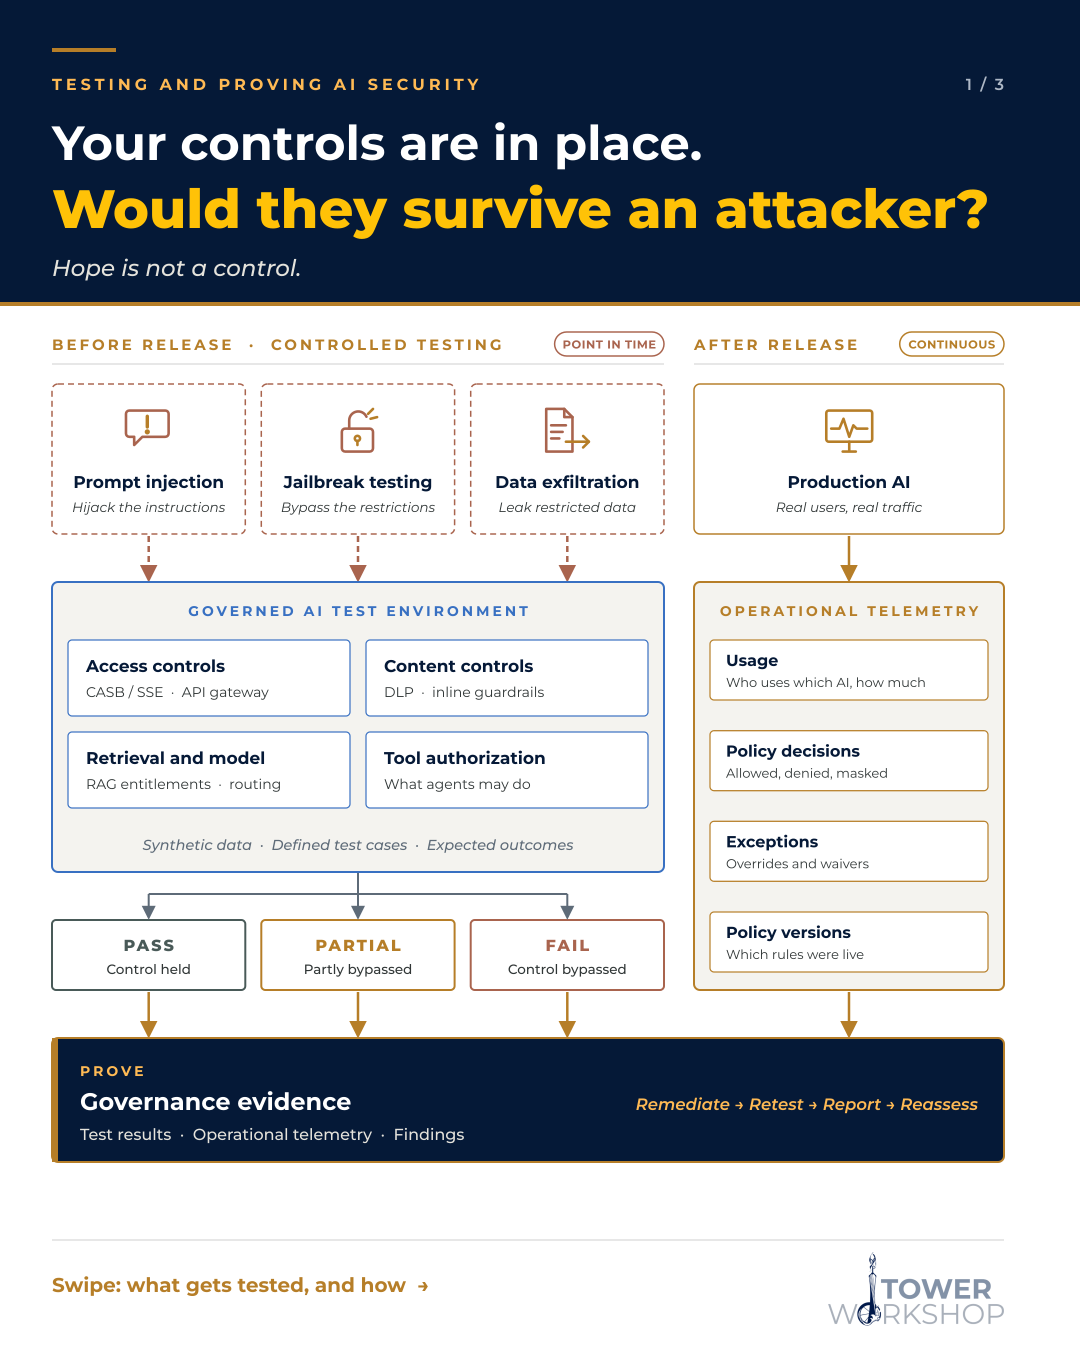 TESTING AND PROVING AI SECURITY
1 / 3
Your controls are in place.
Would they survive an attacker?
Hope is not a control.
BEFORE RELEASE · CONTROLLED TESTING
POINT IN TIME
AFTER RELEASE
CONTINUOUS
Prompt injection
Hijack the instructions
Jailbreak testing
Bypass the restrictions
Data exfiltration
Leak restricted data
Production AI
Real users, real traffic
GOVERNED AI TEST ENVIRONMENT
Access controls
CASB / SSE · API gateway
Content controls
DLP · inline guardrails
Retrieval and model
RAG entitlements · routing
Tool authorization
What agents may do
Synthetic data · Defined test cases · Expected outcomes
OPERATIONAL TELEMETRY
Usage
Who uses which AI, how much
Policy decisions
Allowed, denied, masked
Exceptions
Overrides and waivers
Policy versions
Which rules were live
PASS
Control held
PARTIAL
Partly bypassed
FAIL
Control bypassed
PROVE
Governance evidence
Test results · Operational telemetry · Findings
Remediate → Retest → Report → Reassess
Swipe: what gets tested, and how →
TOWER
WORKSHOP